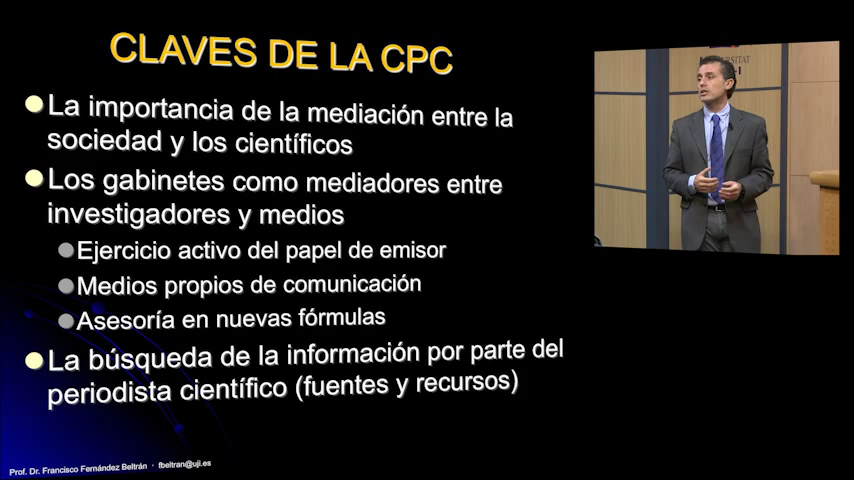 CLAVES DE LA CPC
La importancia de la mediación entre la
sociedad y los científicos
Los gabinetes como mediadores entre
investigadores y medios
Ejercicio activo del papel de emisor
Medios propios de comunicación
Asesoría en nuevas fórmulas
La búsqueda de la información por parte del
periodista científico (fuentes y recursos)
Prof. Dr. Francisco Fernández Beltrán · fbeltran@uji.es